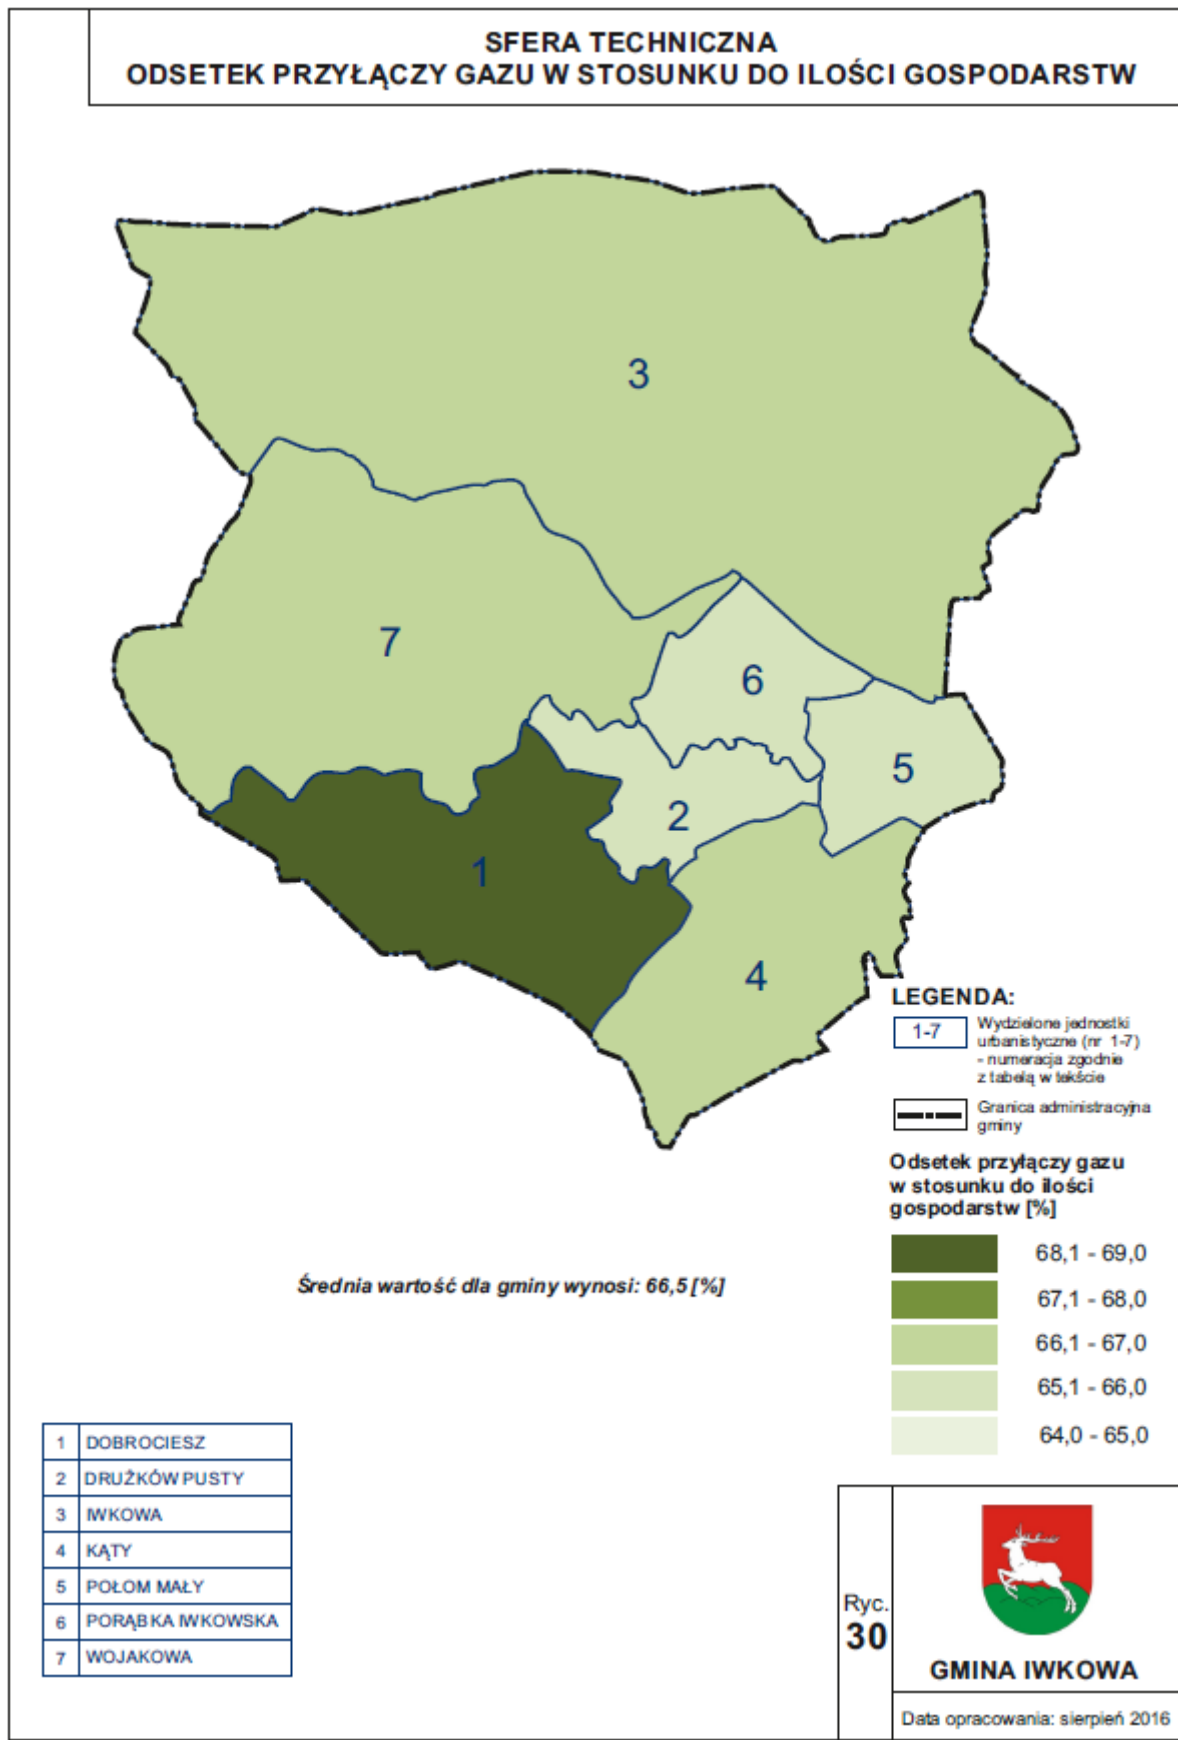 SFERA TECHNICZNA
ODSETEK PRZYŁĄCZY GAZU W STOSUNKU DO ILOŚCI GOSPODARSTW
3
7
6
5
2
1
4
LEGENDA:
1-7
Wydzielone jednostki
urbanistyczne (nr 1-7)
- numeracja zgodnie
z tabelą w tekście
Granica administracyjna
gminy
Odsetek przyłączy gazu
w stosunku do ilości
gospodarstw [%]
68,1 - 69,0
67,1 - 68,0
66,1 - 67,0
65,1 - 66,0
64,0 - 65,0
Średnia wartość dla gminy wynosi: 66,5 [%]
1 DOBROCIESZ
2 DRUŻKÓW PUSTY
3 IWKOWA
4 KĄTY
5 POŁOM MAŁY
6 PORĄBKA IWKOWSKA
7 WOJAKOWA
Ryc.
30
GMINA IWKOWA
Data opracowania: sierpień 2016